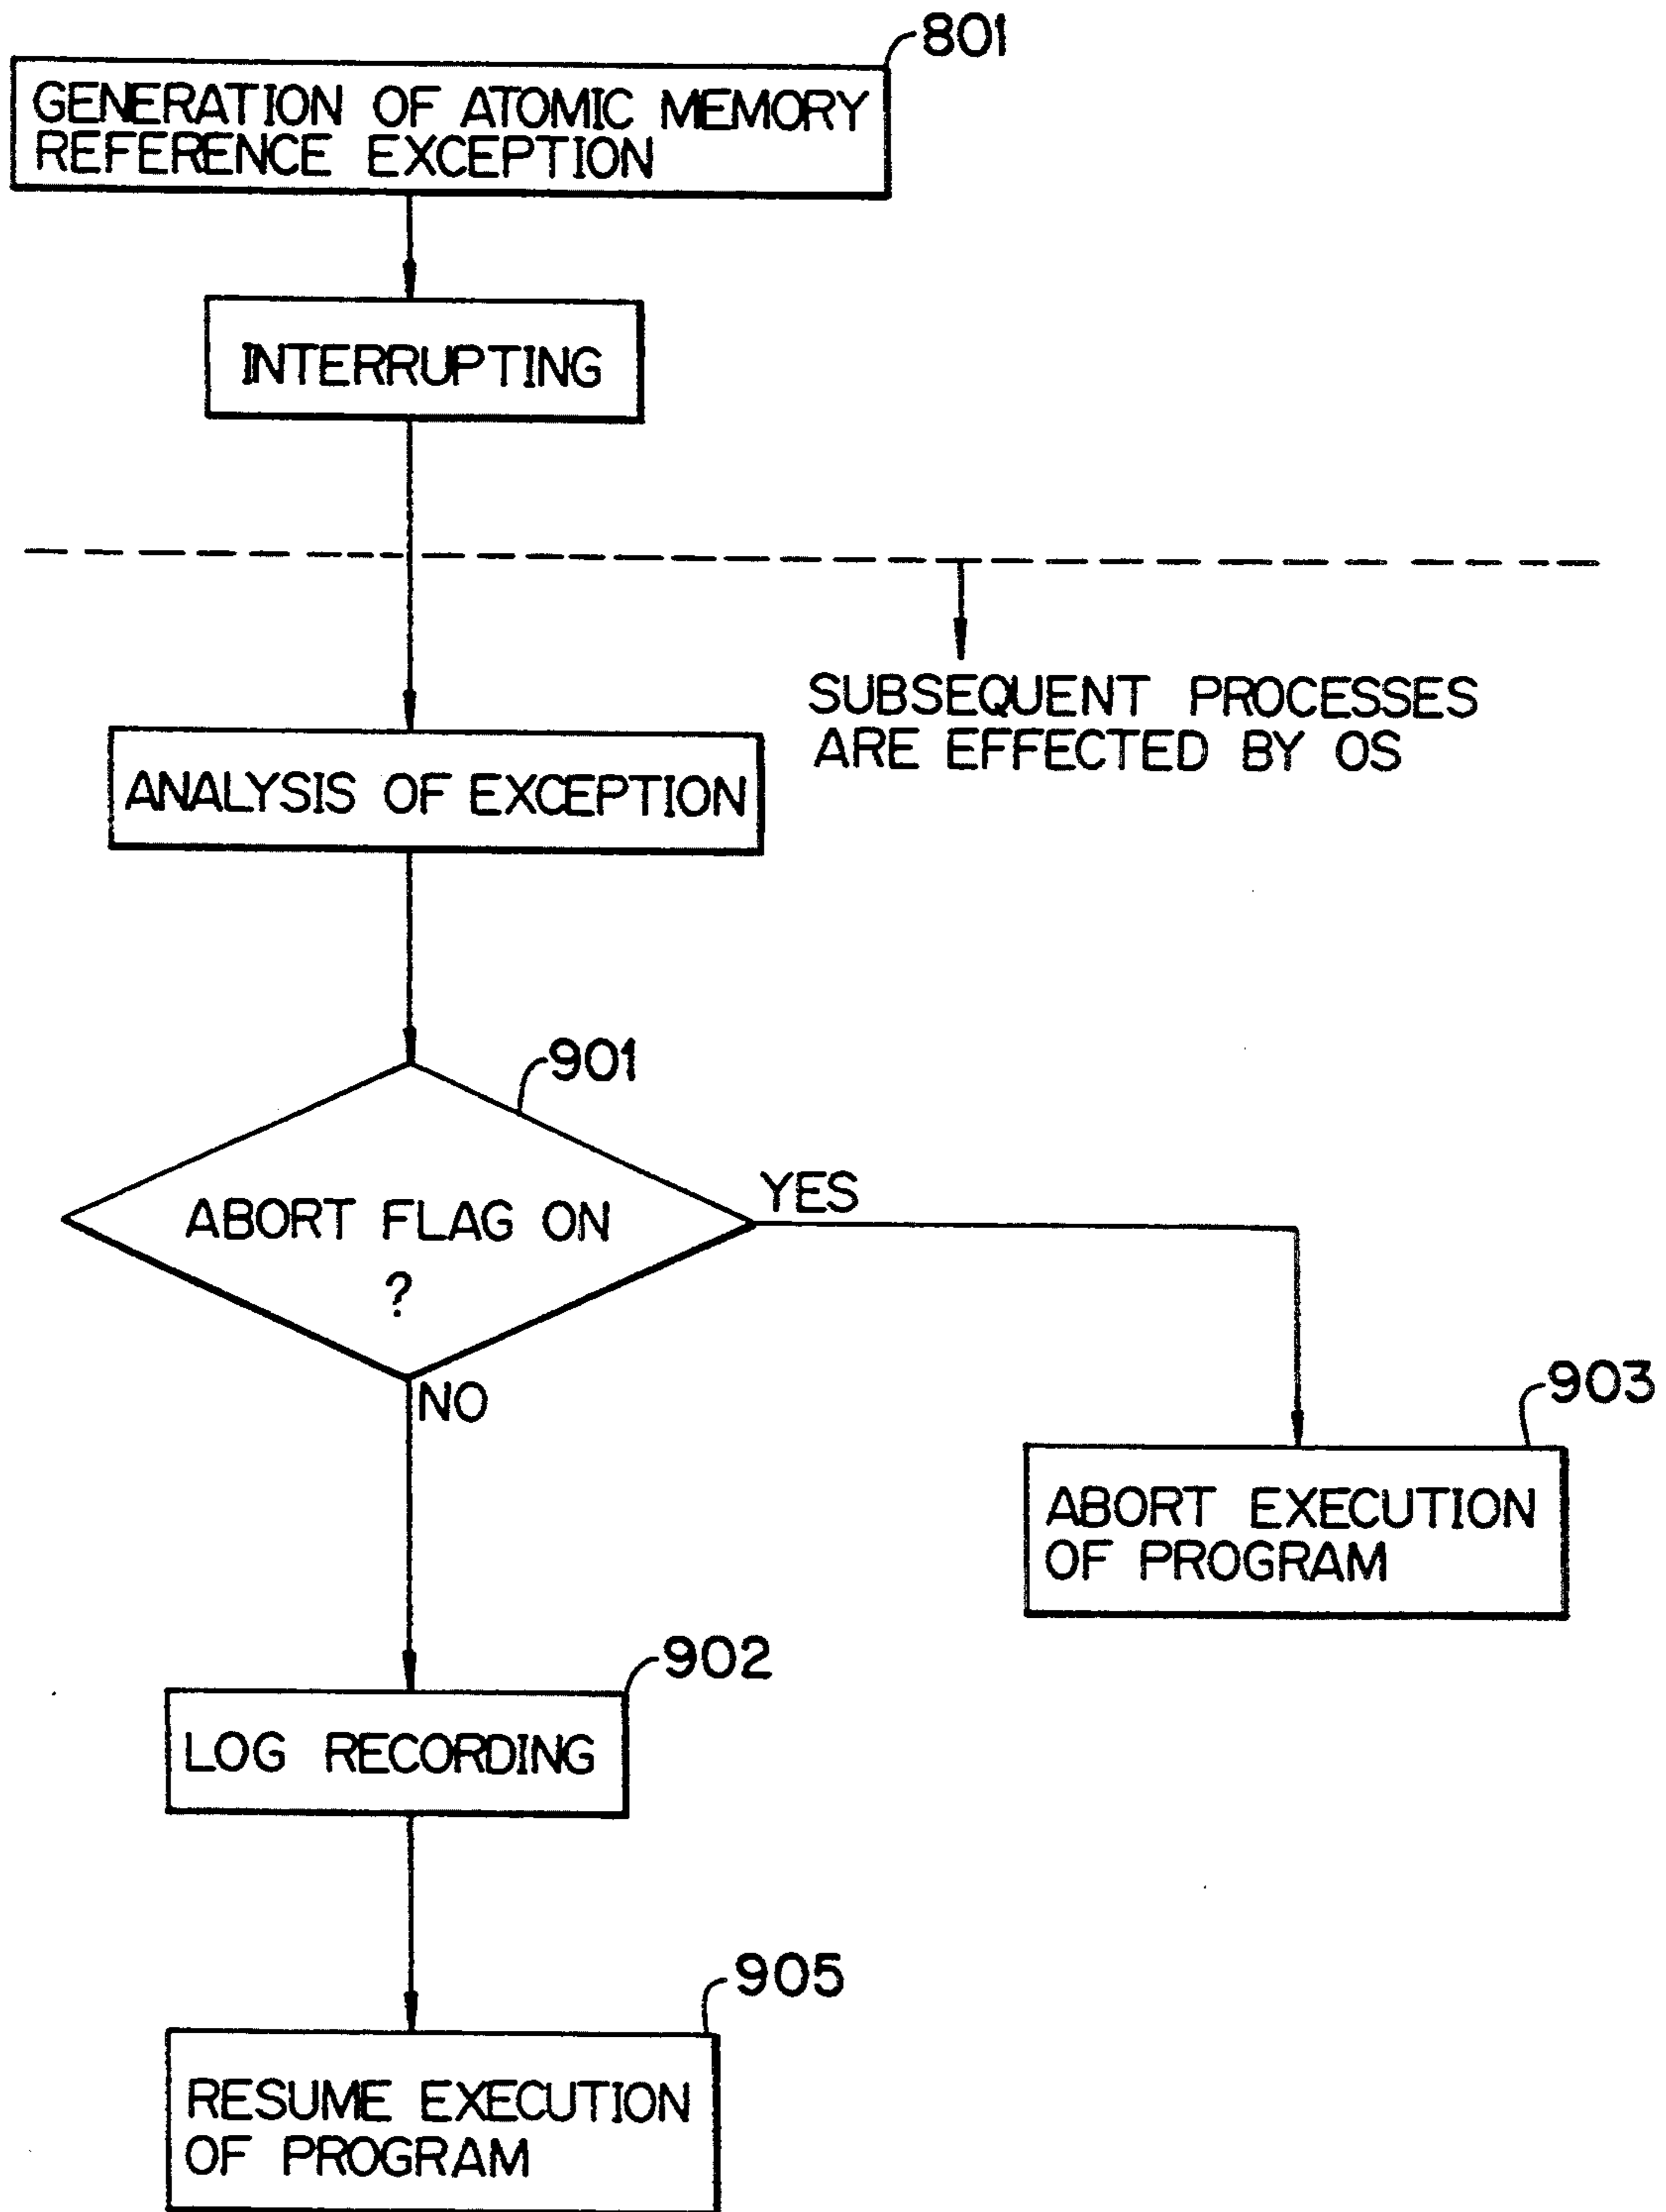 801
GENERATION OF ATOMIC MEMORY
REFERENCE EXCEPTION
INTERRUPTING
SUBSEQUENT PROCESSES
ARE EFFECTED BY OS
ANALYSIS OF EXCEPTION
901
ABORT FLAG ON
?
YES
NO
903
ABORT EXECUTION
OF PROGRAM
902
LOG RECORDING
905
RESUME EXECUTION
OF PROGRAM